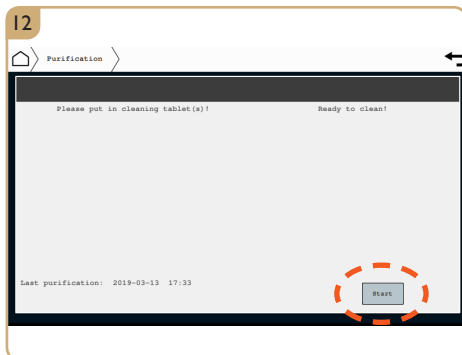 12
Purification
Please put in cleaning tablet(s)! Ready to clean!
Last purification: 2019-03-13 17:33
Start